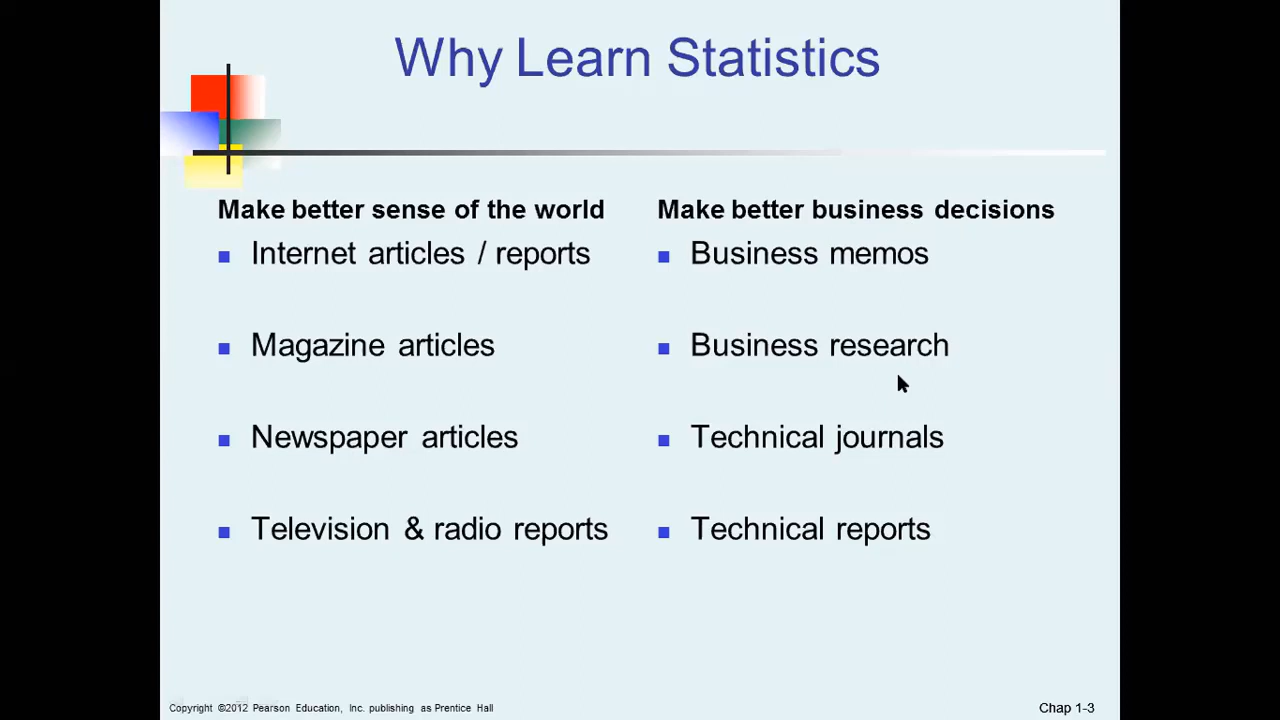 Why Learn Statistics
Make better sense of the world
Internet articles / reports
Magazine articles
Newspaper articles
Television & radio reports
Make better business decisions
Business memos
Business research
Technical journals
Technical reports
Copyright ©2012 Pearson Education, Inc. publishing as Prentice Hall
Chap 1-3